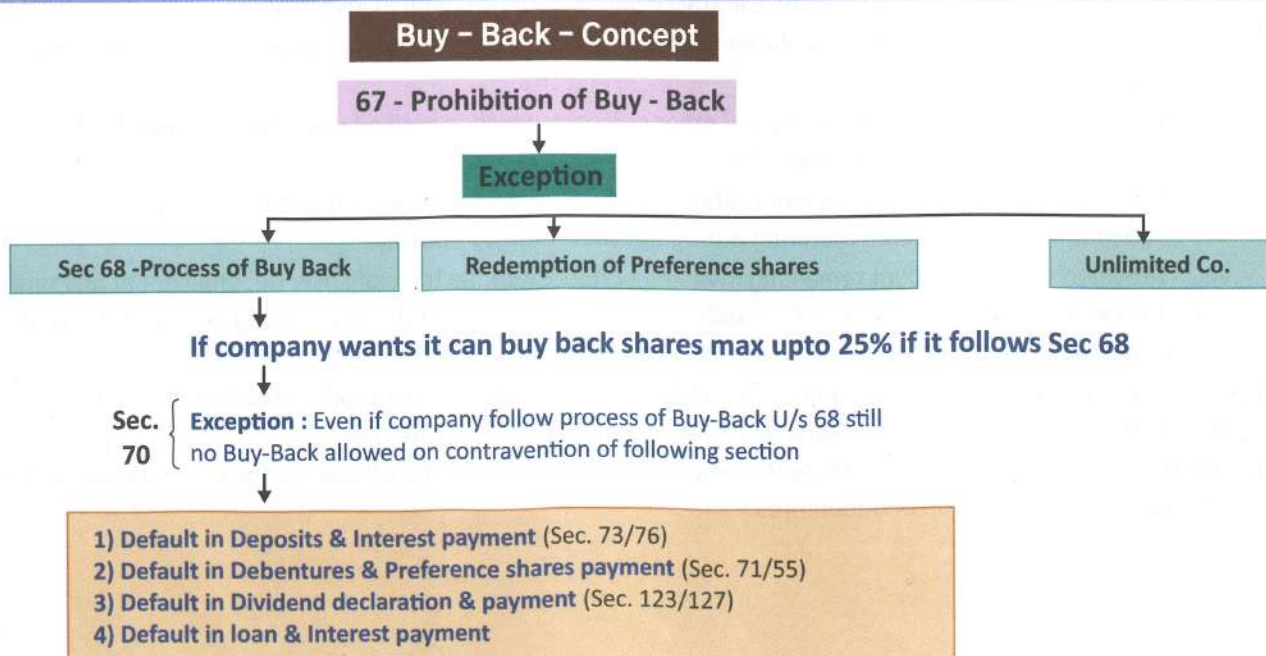 Buy – Back – Concept
67 - Prohibition of Buy - Back
Exception
Sec 68 -Process of Buy Back
Redemption of Preference shares
Unlimited Co.
If company wants it can buy back shares max upto 25% if it follows Sec 68
Sec.
70
Exception : Even if company follow process of Buy-Back U/s 68 still
no Buy-Back allowed on contravention of following section
1) Default in Deposits & Interest payment (Sec. 73/76)
2) Default in Debentures & Preference shares payment (Sec. 71/55)
3) Default in Dividend declaration & payment (Sec. 123/127)
4) Default in loan & Interest payment